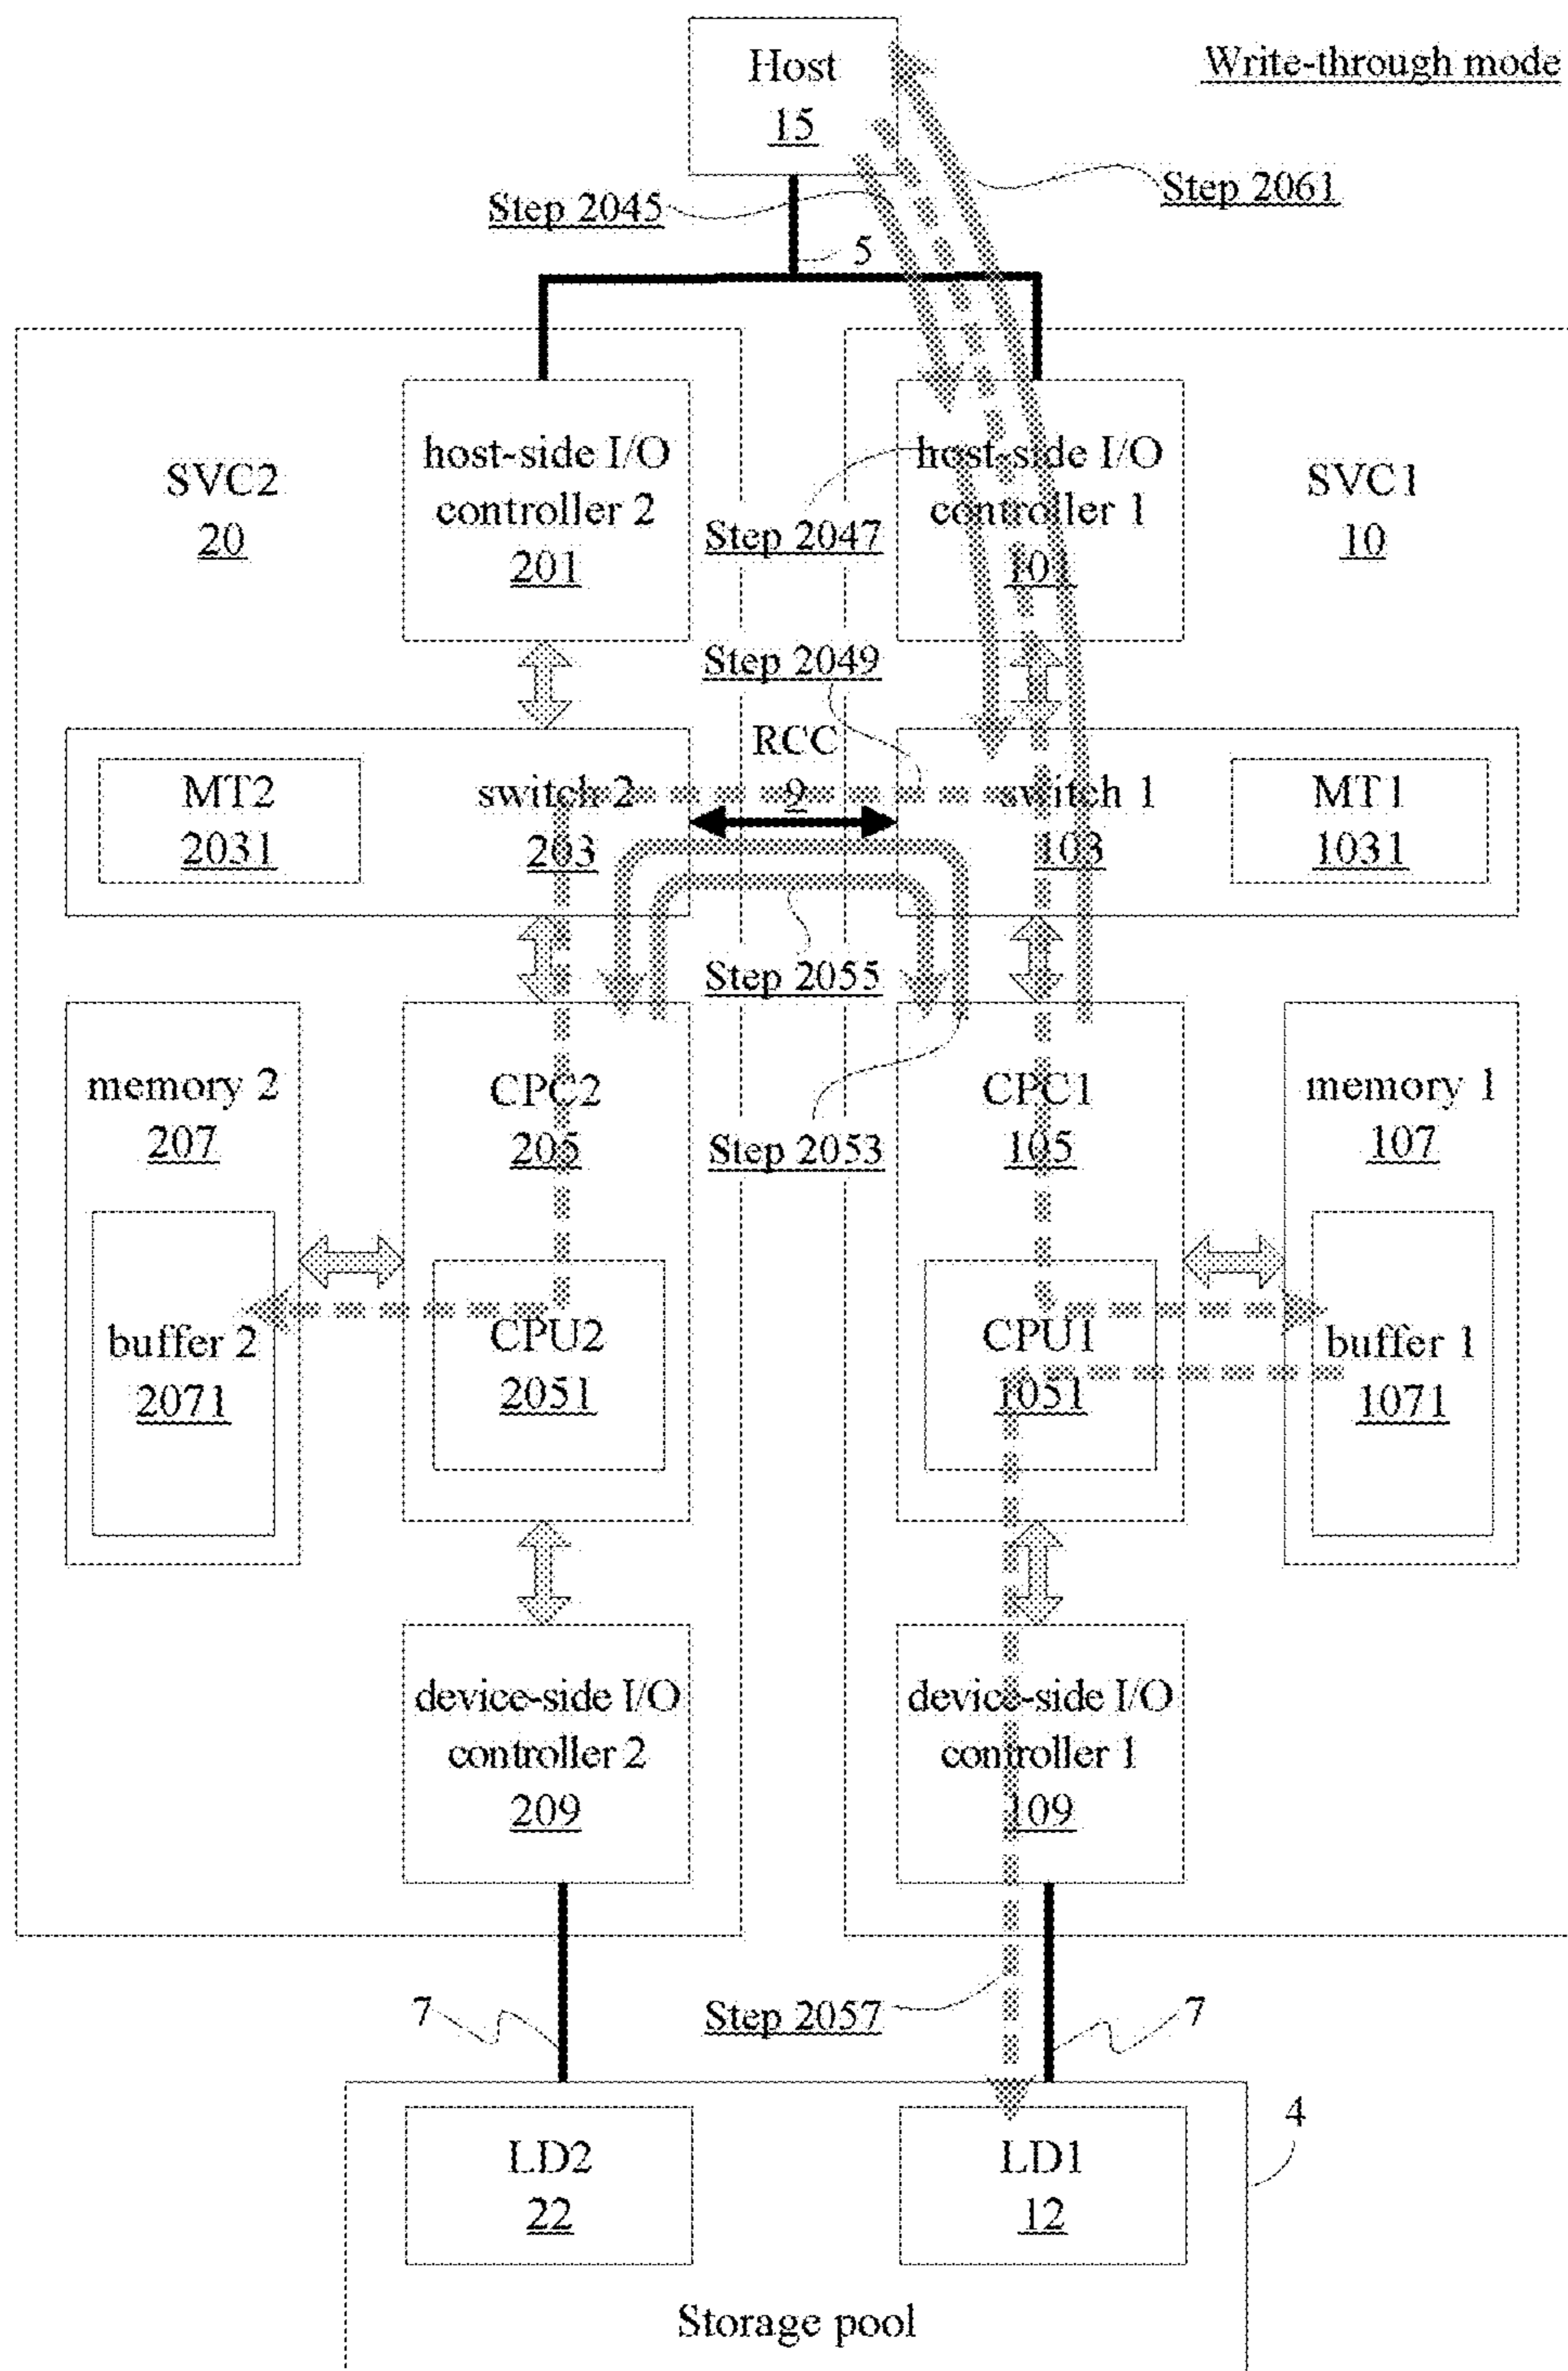 Host
15
Write-through mode
Step 2045
Step 2061
5
SVC2
20
host-side I/O
controller 2
201
Step 2047
host-side I/O
controller 1
101
SVC1
10
Step 2049
RCC
9
MT2
2031
switch 2
203
switch 1
103
MT1
1031
Step 2055
memory 2
207
CPC2
205
Step 2053
CPC1
105
memory 1
107
buffer 2
2071
CPU2
2051
CPU1
1051
buffer 1
1071
device-side I/O
controller 2
209
device-side I/O
controller 1
109
7
Step 2057
7
LD2
22
LD1
12
4
Storage pool